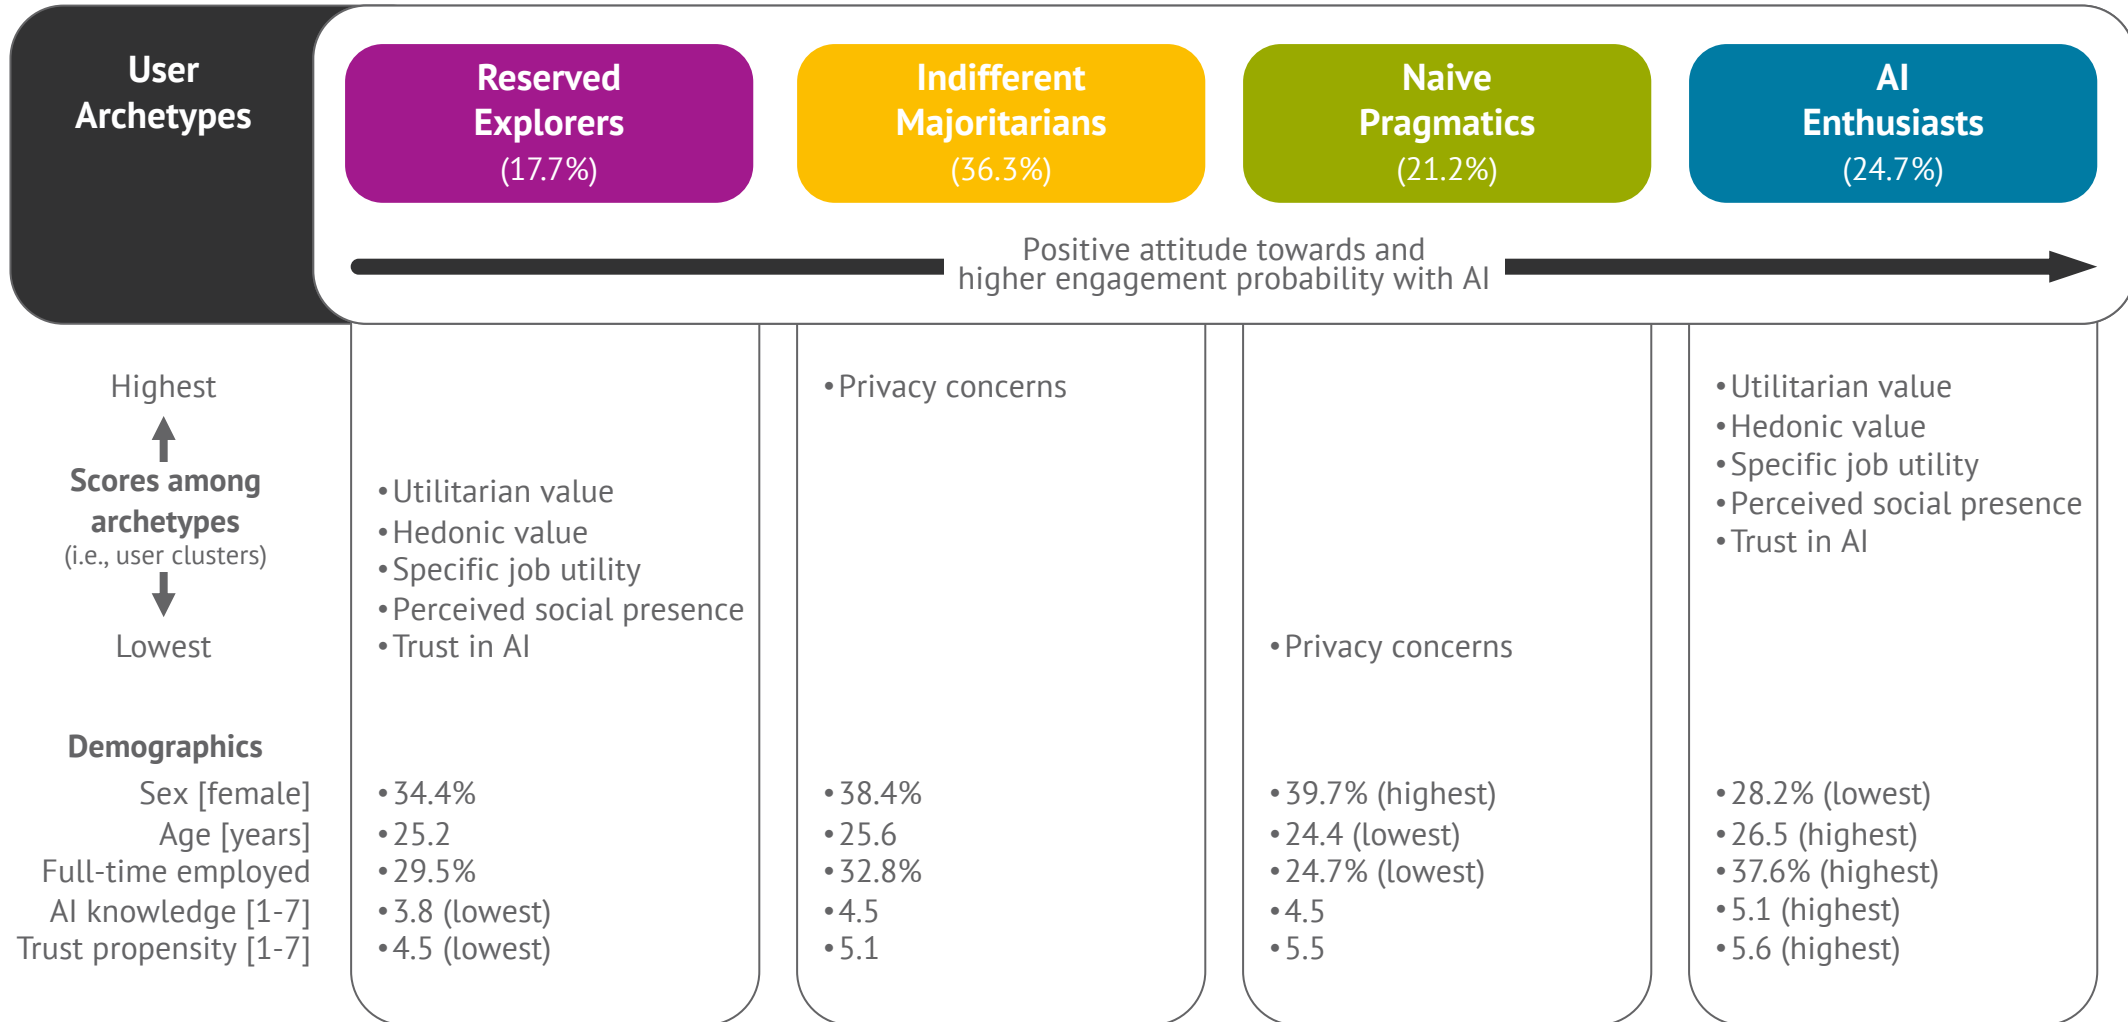 User
Archetypes
Reserved
Explorers
(17.7%)
Indifferent
Majoritarians
(36.3%)
Naive
Pragmatics
(21.2%)
AI
Enthusiasts
(24.7%)
Positive attitude towards and
higher engagement probability with AI
Highest
Scores among
archetypes
(i.e., user clusters)
Lowest
•Utilitarian value
•Hedonic value
•Specific job utility
•Perceived social presence
•Trust in AI
•Privacy concerns
•Privacy concerns
•Utilitarian value
•Hedonic value
•Specific job utility
•Perceived social presence
•Trust in AI
Demographics
Sex [female] •34.4% •38.4% •39.7% (highest) •28.2% (lowest)
Age [years] •25.2 •25.6 •24.4 (lowest) •26.5 (highest)
Full-time employed •29.5% •32.8% •24.7% (lowest) •37.6% (highest)
AI knowledge [1-7] •3.8 (lowest) •4.5 •4.5 •5.1 (highest)
Trust propensity [1-7] •4.5 (lowest) •5.1 •5.5 •5.6 (highest)